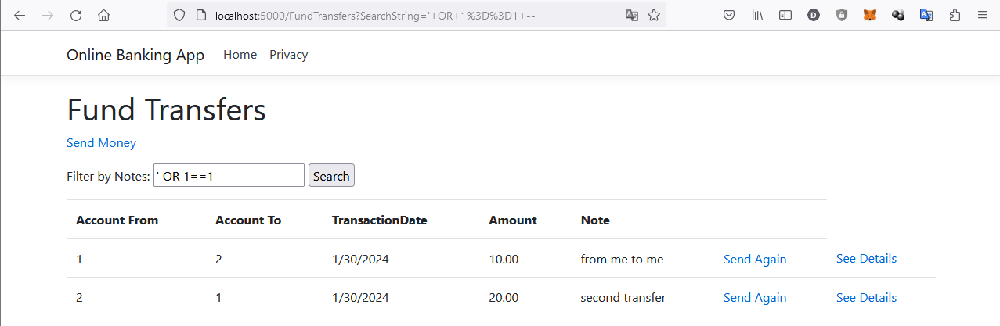 localhost:5000/FundTransfers?SearchString='+OR+1%3D%3D1+--
Online Banking App Home Privacy
Fund Transfers
Send Money
Filter by Notes: ' OR 1==1 -- Search
Account From Account To TransactionDate Amount Note
1 2 1/30/2024 10.00 from me to me Send Again See Details
2 1 1/30/2024 20.00 second transfer Send Again See Details